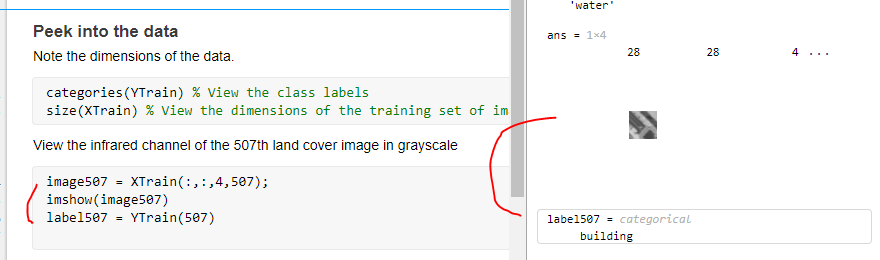 Peek into the data
Note the dimensions of the data.
categories(YTrain) % View the class labels
size(XTrain) % View the dimensions of the training set of im
View the infrared channel of the 507th land cover image in grayscale
image507 = XTrain(:,:,4,507);
imshow(image507)
label507 = YTrain(507)
'water'
ans = 1×4
28 28 4 ...
label507 = categorical
building